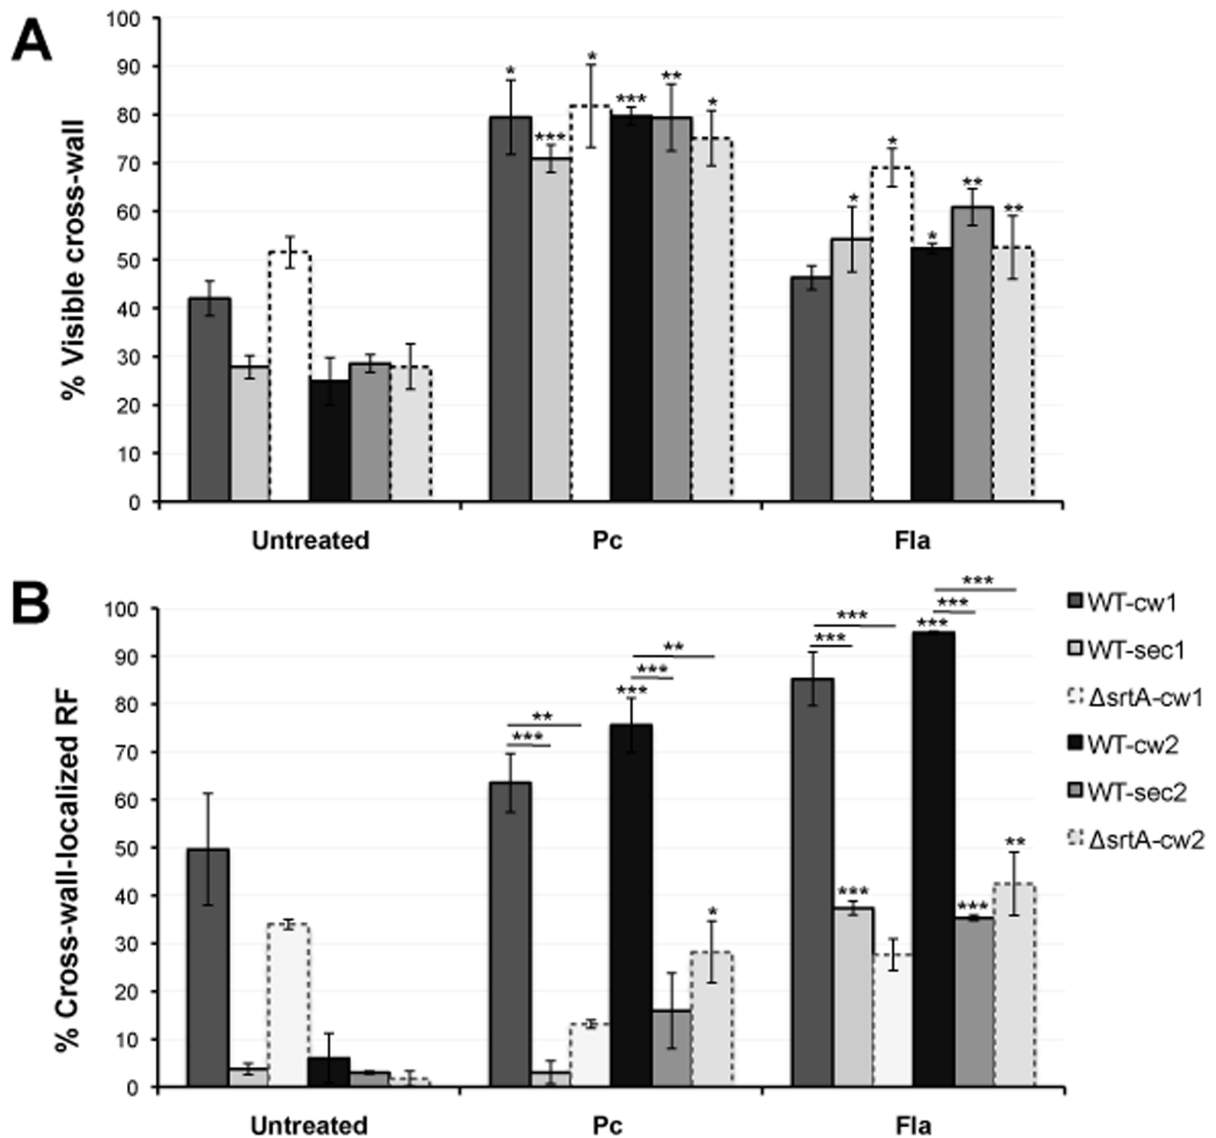 A
% Visible cross-wall
100
90
80
70
60
50
40
30
20
10
0
* *** * *** ** *
* * * ** **
Untreated Pc Fla
B
% Cross-wall-localized RF
100
90
80
70
60
50
40
30
20
10
0
** *** *** ** *** *
*** *** *** *** *** *** *** **
Untreated Pc Fla
WT-cw1
WT-sec1
ΔsrtA-cw1
WT-cw2
WT-sec2
ΔsrtA-cw2